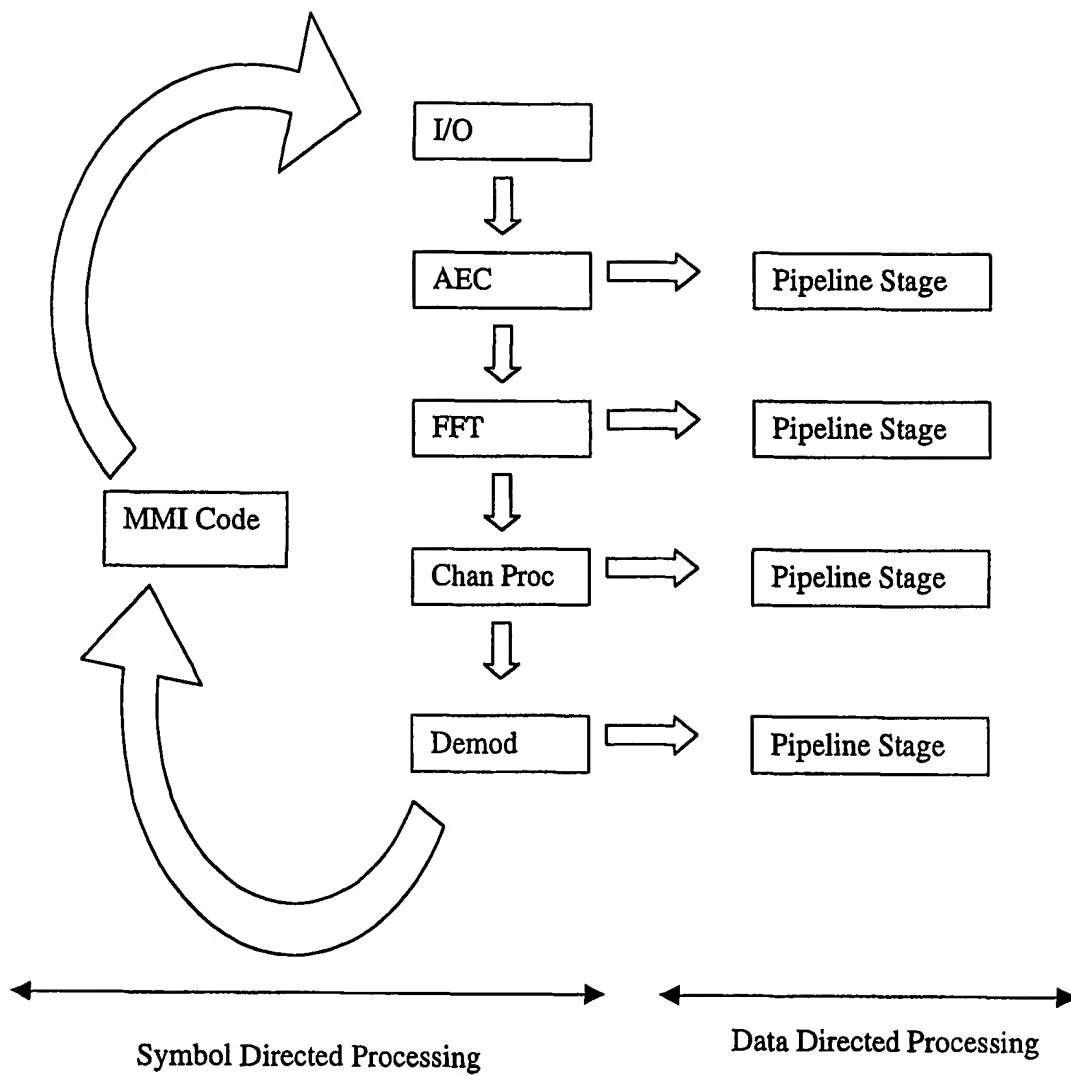 I/O
AEC
Pipeline Stage
FFT
Pipeline Stage
MMI Code
Chan Proc
Pipeline Stage
Demod
Pipeline Stage
Symbol Directed Processing
Data Directed Processing